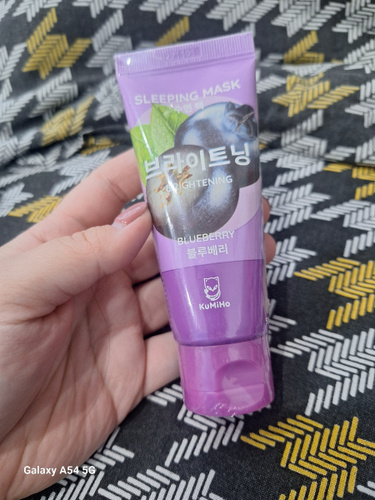 SLEEPING MASK
브라이트닝
BRIGHTENING
BLUEBERRY
블루베리
KuMiHo
Galaxy A54 5G